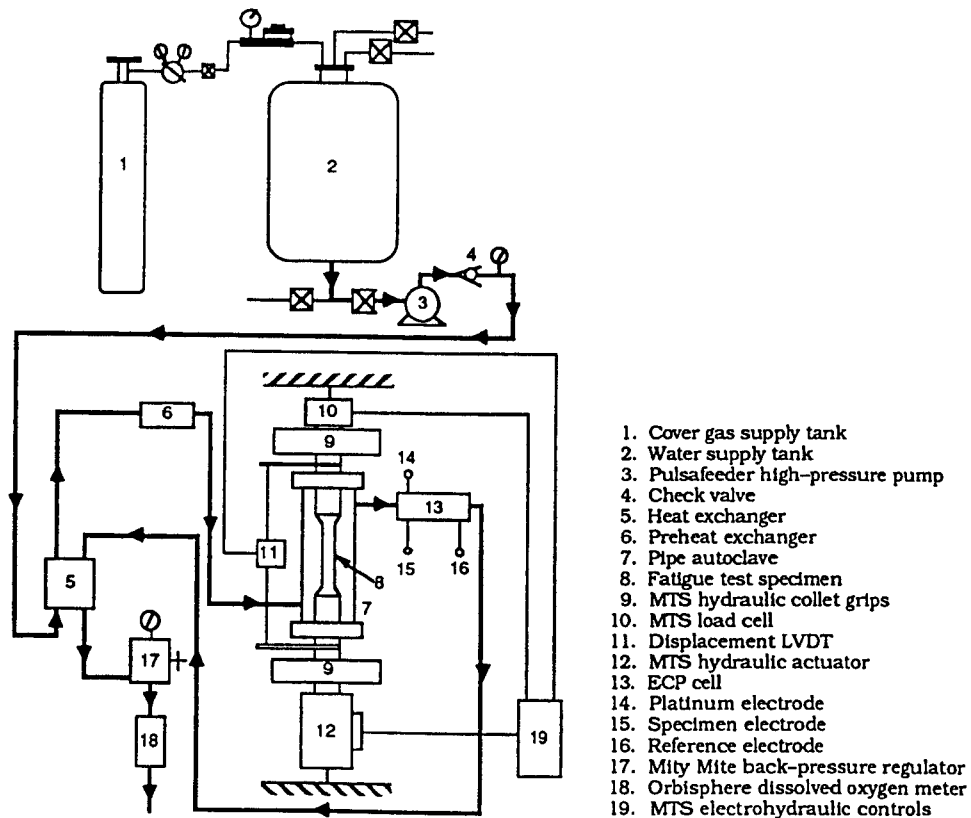 1
2
4
3
10
9
6
14
13
11
15
16
8
5
7
9
17
12
19
18
1. Cover gas supply tank
2. Water supply tank
3. Pulsafeeder high-pressure pump
4. Check valve
5. Heat exchanger
6. Preheat exchanger
7. Pipe autoclave
8. Fatigue test specimen
9. MTS hydraulic collet grips
10. MTS load cell
11. Displacement LVDT
12. MTS hydraulic actuator
13. ECP cell
14. Platinum electrode
15. Specimen electrode
16. Reference electrode
17. Mity Mite back-pressure regulator
18. Orbisphere dissolved oxygen meter
19. MTS electrohydraulic controls